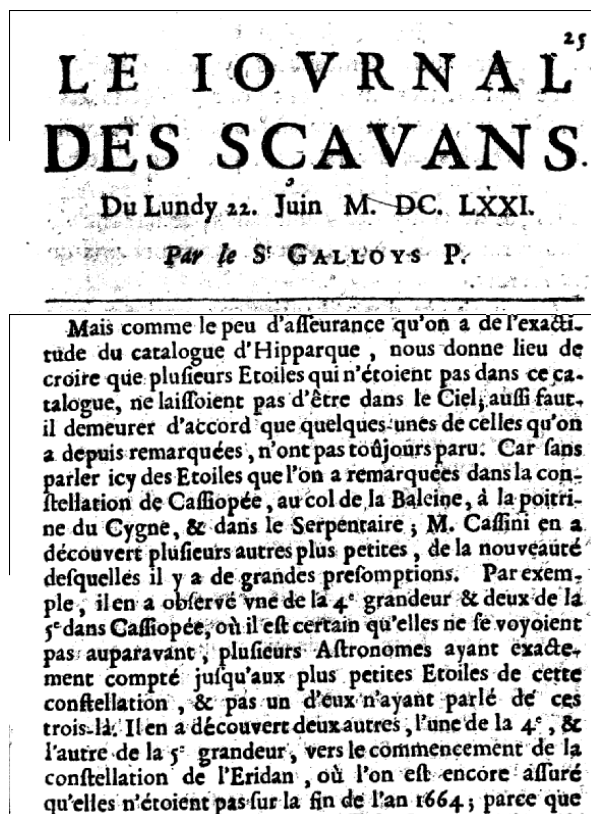 25
LE IOVRNAL
DES SCAVANS.
Du Lundy 22. Juin M. DC. LXXI.
Par le Sr GALLOYS P.
Mais comme le peu d'aſſeurance qu'on a de l'exacti-
tude du catalogue d'Hipparque, nous donne lieu de
croire que pluſieurs Etoiles qui n'étoient pas dans ce ca-
talogue, ne laiſſoient pas d'être dans le Ciel; auſſi faut-
il demeurer d'accord que quelques-unes de celles qu'on
a depuis remarquées, n'ont pas toûjours paru. Car ſans
parler icy des Etoiles que l'on a remarquées dans la con-
ſtellation de Caſſiopée, au col de la Baleine, à la poitri-
ne du Cygne, & dans le Serpentaire; M. Caſſini en a
découvert pluſieurs autres plus petites, de la nouveauté
deſquelles il y a de grandes preſomptions. Par exem-
ple, il en a obſervé vne de la 4e grandeur & deux de la
5e dans Caſſiopée, où il eſt certain qu'elles ne ſe voyoient
pas auparavant, pluſieurs Aſtronomes ayant exacte-
ment compté juſqu'aux plus petites Etoiles de cette
conſtellation, & pas un d'eux n'ayant parlé de ces
trois-là. Il en a découvert deux autres, l'une de la 4e, &
l'autre de la 5e grandeur, vers le commencement de la
conſtellation de l'Eridan, où l'on eſt encore aſſuré
qu'elles n'étoient pas ſur la fin de l'an 1664; parce que